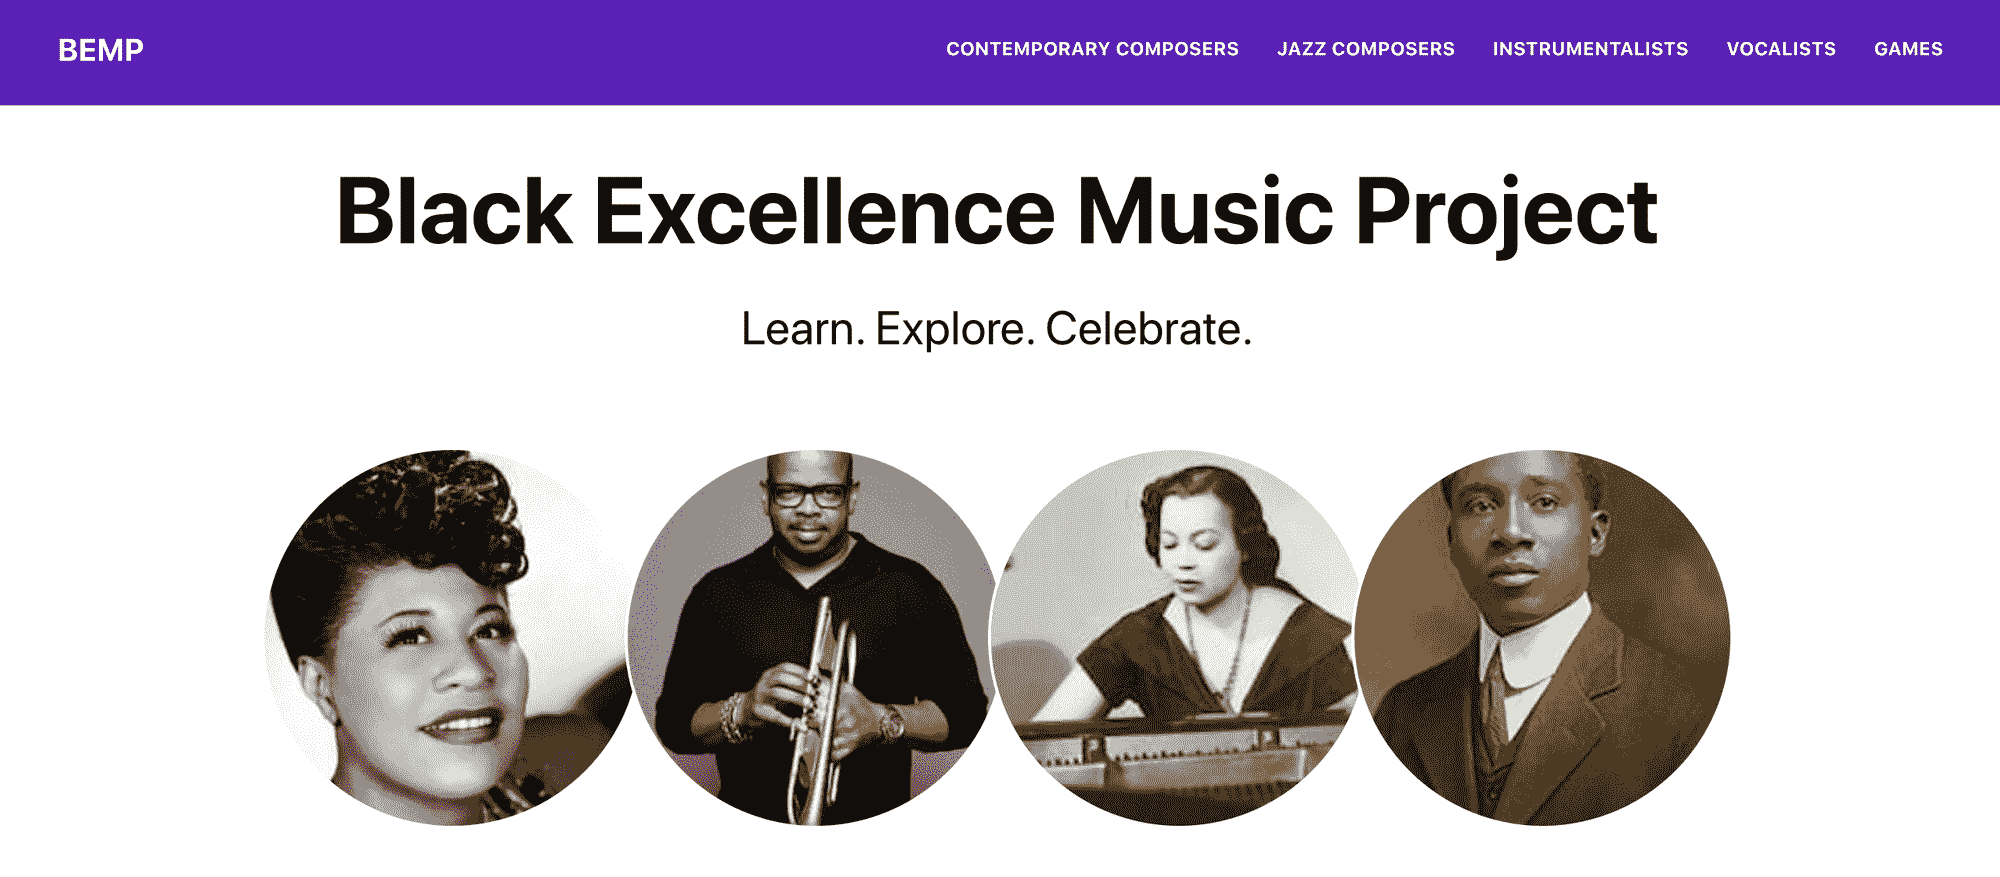 BEMP
CONTEMPORARY COMPOSERS JAZZ COMPOSERS INSTRUMENTALISTS VOCALISTS GAMES
Black Excellence Music Project
Learn. Explore. Celebrate.